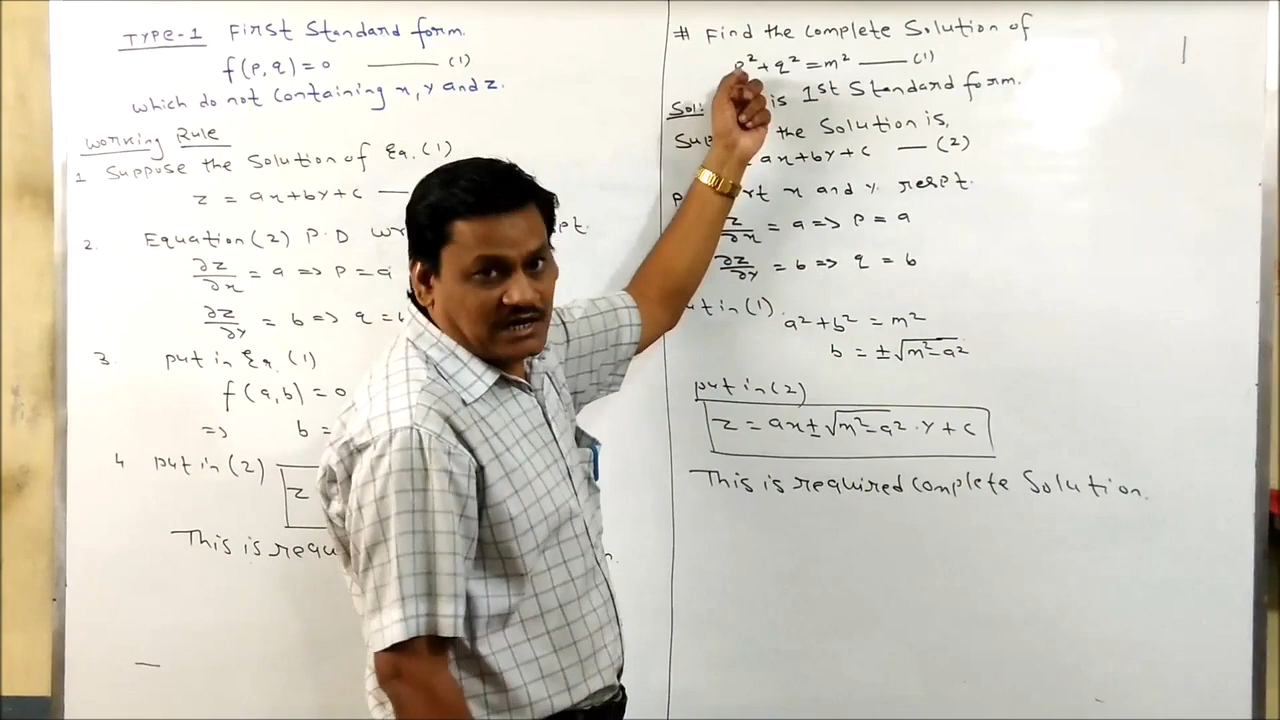 TYPE-1 First Standard form.
f(p,q) = 0 —— (1)
which do not containing x, y and z.
Working Rule
1 Suppose the solution of Eq. (1)
z = ax+by+c —
2. Equation (2) P.D
∂z/∂x = a => p = a
∂z/∂y = b => q =
3. put in Eq. (1)
f(a,b) = 0
=> b =
4 put in (2) z
This is
# Find the complete Solution of
p² + q² = m² —— (1)
Sol: is 1st Standard form.
the Solution is,
ax+by+c — (2)
x and y. respt.
∂z/∂x = a => p = a
∂z/∂y = b => q = b
in (1) a² + b² = m²
b = ±√m²-a²
put in (2)
z = ax ± √m²-a² · y + c
This is required complete Solution.